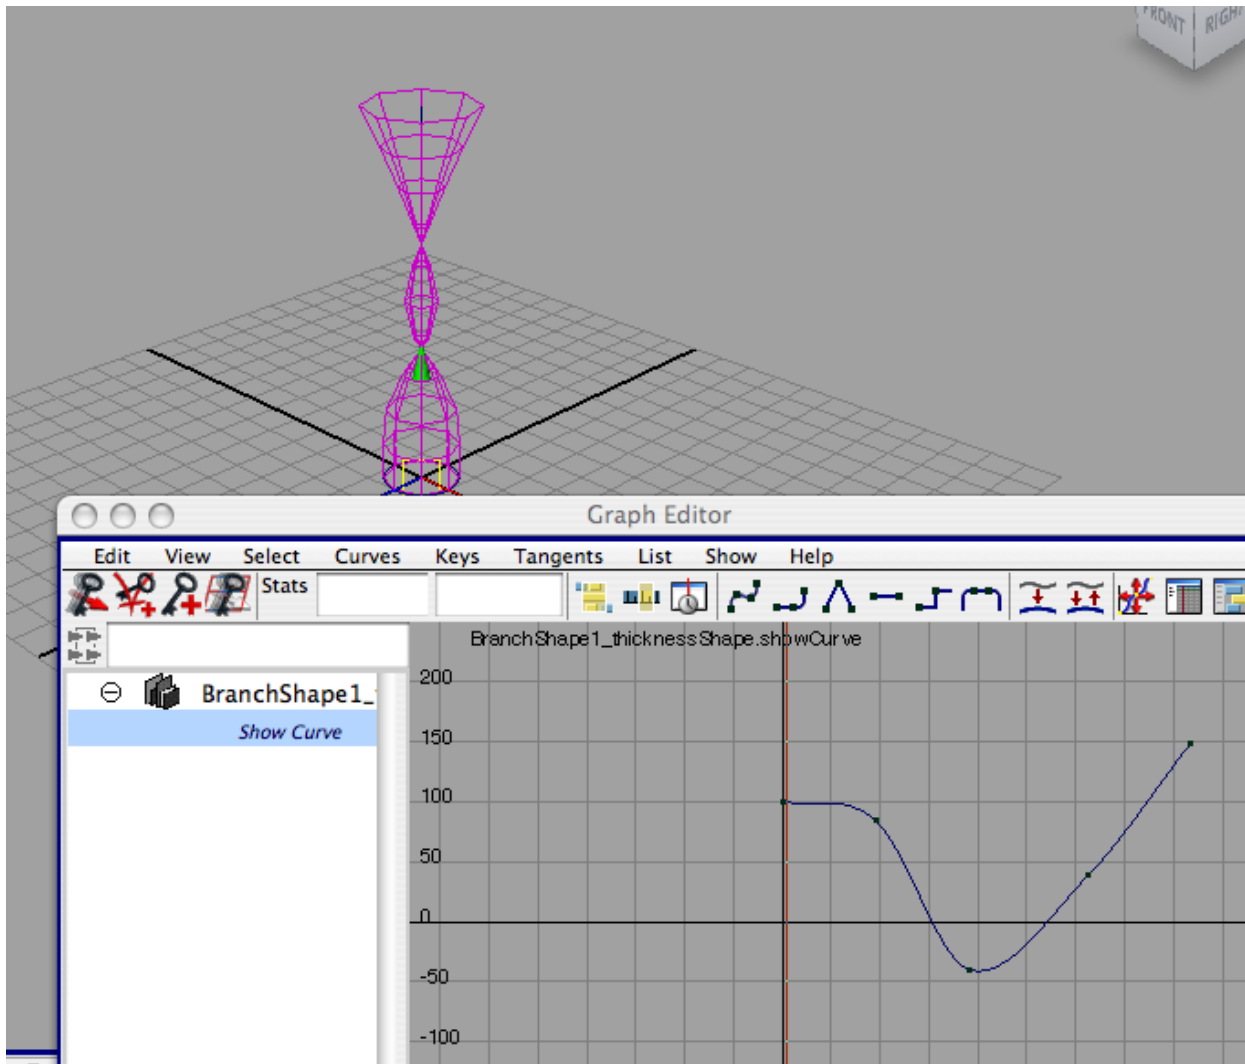 FRONT RIGHT
Graph Editor
Edit View Select Curves Keys Tangents List Show Help
Stats
BranchShape1_thicknessShape.showCurve
BranchShape1_
Show Curve
200
150
100
50
0
-50
-100